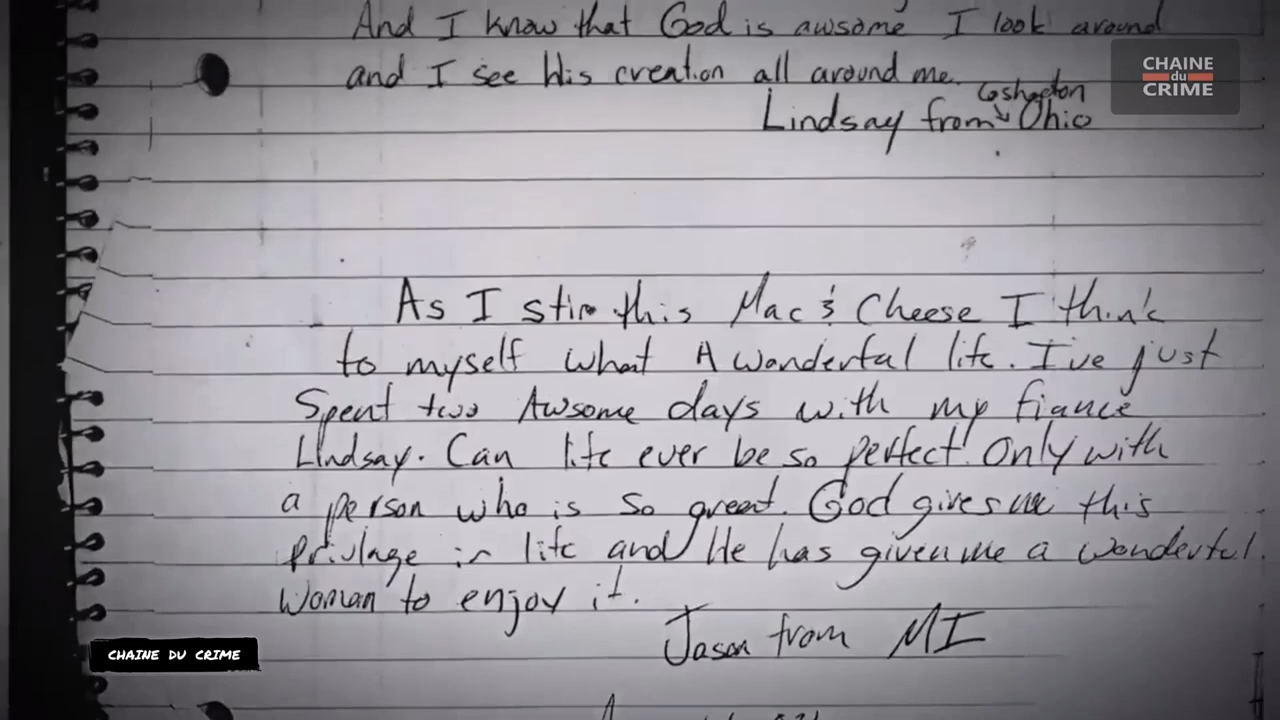 And I know that God is awsome I look around
and I see His creation all around me.
CHAINE
du
CRIME
Coshocton
Lindsay from Ohio
As I stir this Mac & Cheese I think
to myself what A wonderful life. I've just
Spent two Awsome days with my fiance
Lindsay. Can life ever be so perfect! Only with
a person who is so great. God gives me this
privlage in life and He has given me a wonderful
Woman to enjoy it.
Jason from MI
CHAINE DU CRIME